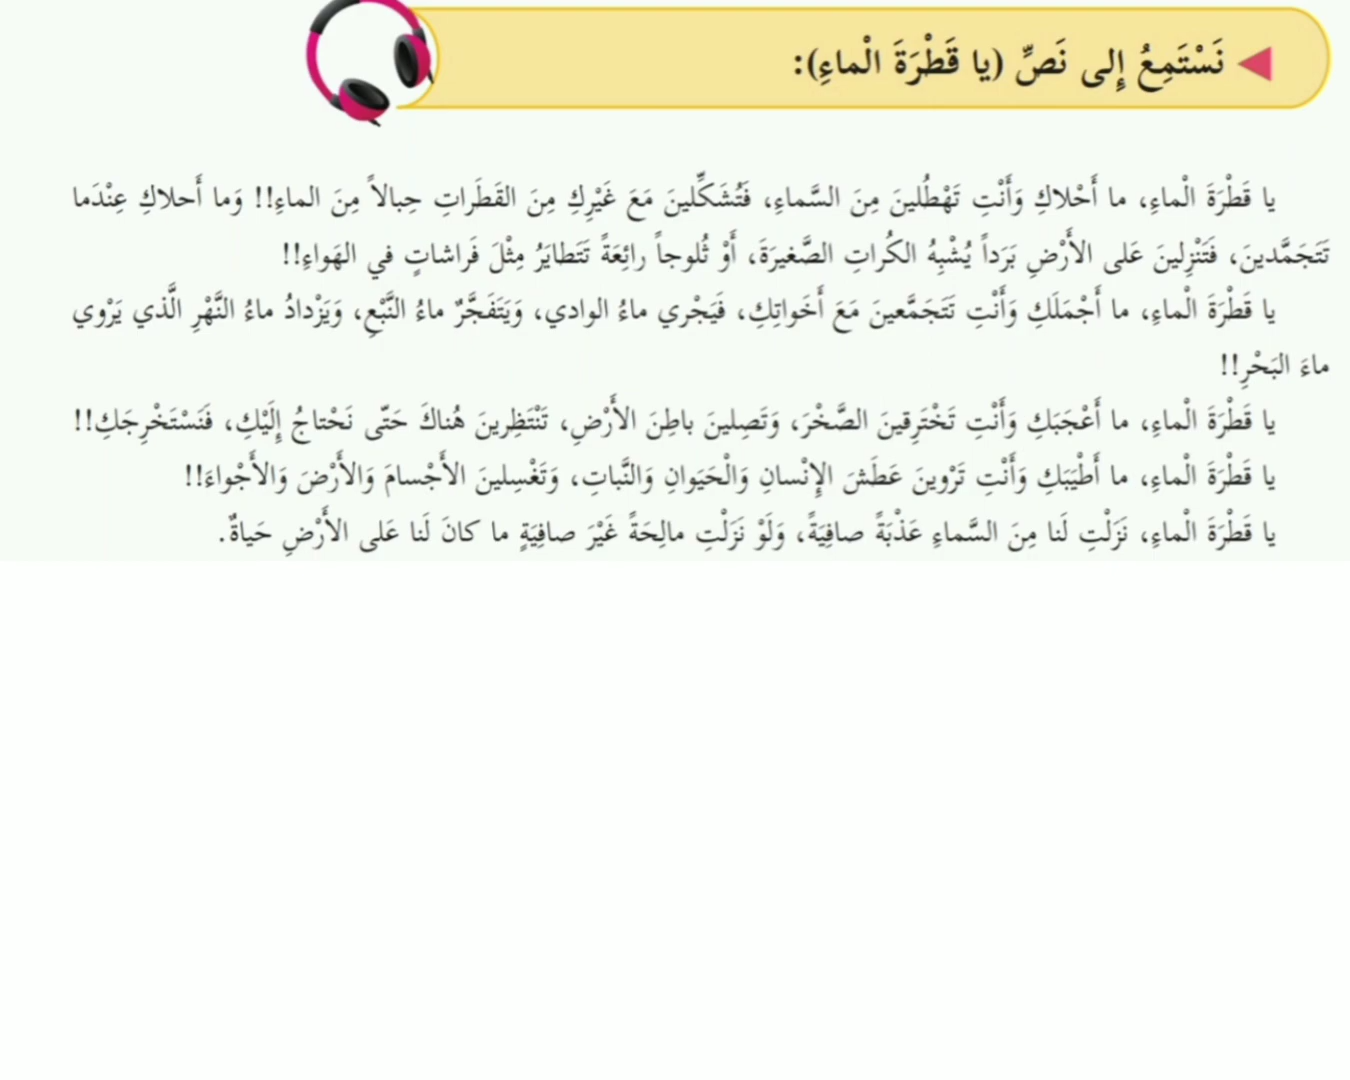 نَسْتَمِعُ إِلى نَصِّ (يا قَطْرَةَ الْماءِ):
يا قَطْرَةَ الْماءِ، ما أَحْلاكِ وَأَنْتِ تَهْطُلينَ مِنَ السَّماءِ، فَتُشَكِّلينَ مَعَ غَيْرِكِ مِنَ القَطَراتِ حِبالاً مِنَ الماءِ!! وَما أَحلاكِ عِنْدَما
تَتَجَمَّدينَ، فَتَنْزِلينَ عَلى الأَرْضِ بَرَداً يُشْبِهُ الكُراتِ الصَّغيرَةَ، أَوْ ثُلوجاً رائِعَةً تَتَطايَرُ مِثْلَ فَراشاتٍ في الهَواءِ!!
يا قَطْرَةَ الْماءِ، ما أَجْمَلَكِ وَأَنْتِ تَتَجَمَّعينَ مَعَ أَخَواتِكِ، فَيَجْري ماءُ الوادي، وَيَتَفَجَّرُ ماءُ النَّبْعِ، وَيَزْدادُ ماءُ النَّهْرِ الَّذي يَرْوي
ماءَ البَحْرِ!!
يا قَطْرَةَ الْماءِ، ما أَعْجَبَكِ وَأَنْتِ تَخْتَرِقينَ الصَّخْرَ، وَتَصِلينَ باطِنَ الأَرْضِ، تَنْتَظِرينَ هُناكَ حَتّى نَحْتاجُ إِلَيْكِ، فَنَسْتَخْرِجَكِ!!
يا قَطْرَةَ الْماءِ، ما أَطْيَبَكِ وَأَنْتِ تَرْوينَ عَطَشَ الإِنْسانِ وَالْحَيَوانِ وَالنَّباتِ، وَتَغْسِلينَ الأَجْسامَ وَالأَرْضَ وَالأَجْواءَ!!
يا قَطْرَةَ الْماءِ، نَزَلْتِ لَنا مِنَ السَّماءِ عَذْبَةً صافِيَةً، وَلَوْ نَزَلْتِ مالِحَةً غَيْرَ صافِيَةٍ ما كانَ لَنا عَلى الأَرْضِ حَياةٌ.